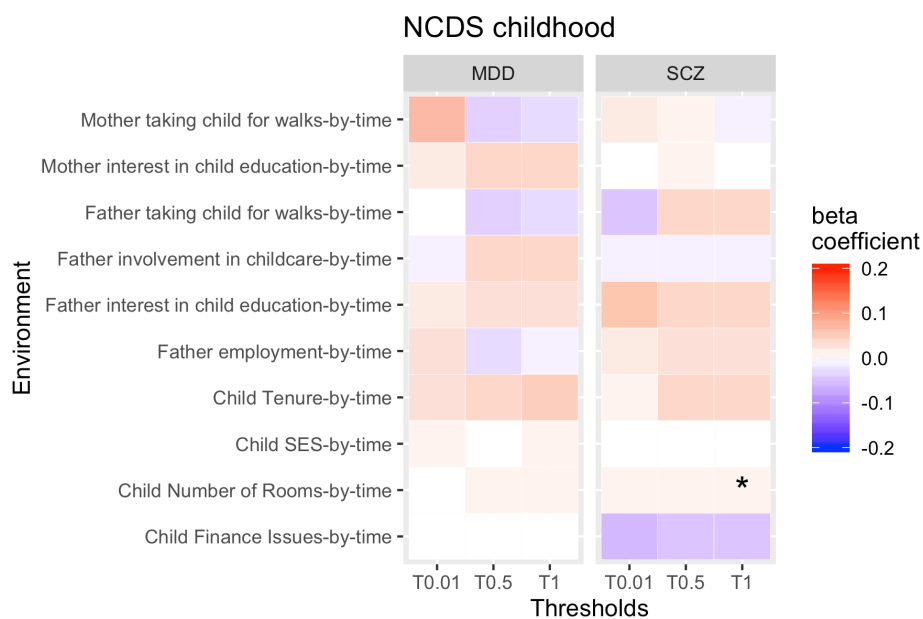 NCDS childhood
MDD
SCZ
Environment
Mother taking child for walks-by-time
Mother interest in child education-by-time
Father taking child for walks-by-time
Father involvement in childcare-by-time
Father interest in child education-by-time
Father employment-by-time
Child Tenure-by-time
Child SES-by-time
Child Number of Rooms-by-time
*
Child Finance Issues-by-time
T0.01 T0.5 T1
T0.01 T0.5 T1
Thresholds
beta
coefficient
0.2
0.1
0.0
-0.1
-0.2